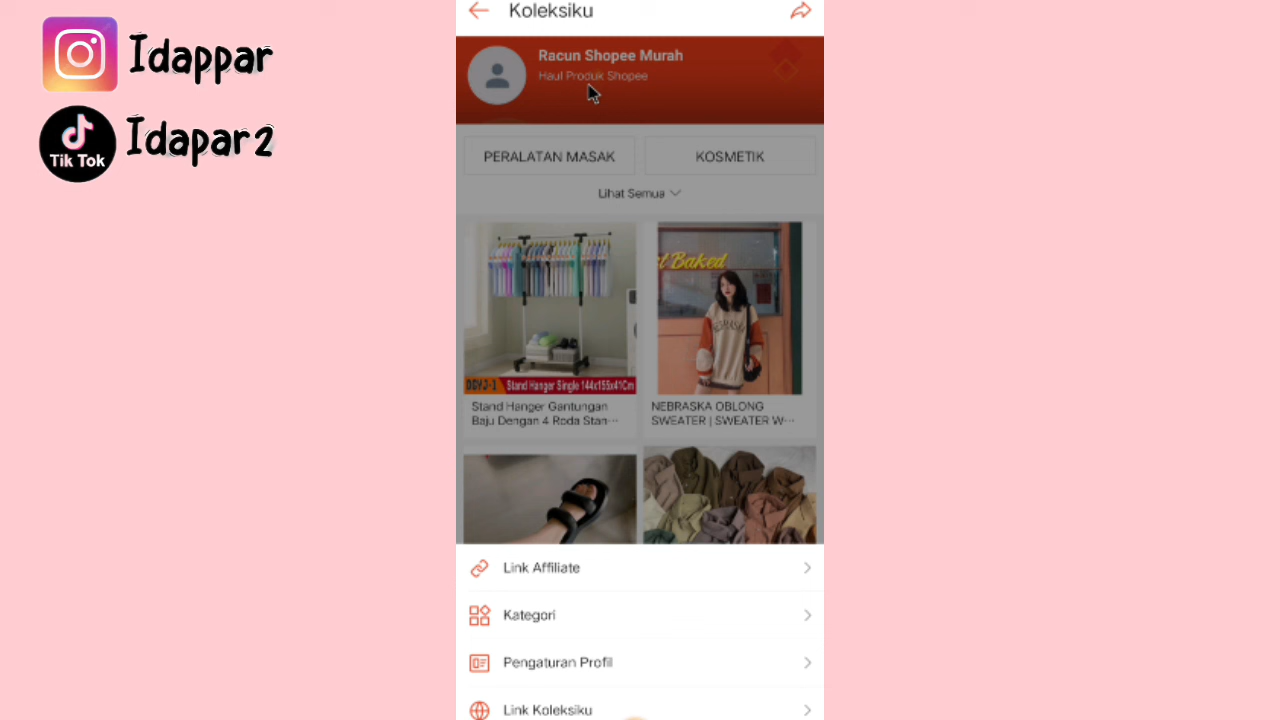 Idappar
Tik Tok
Idapar2
Koleksiku
Racun Shopee Murah
Haul Produk Shopee
PERALATAN MASAK
KOSMETIK
Lihat Semua
t Baked
NEBRASKA
Stand Hanger Single 144x155x41Cm
Stand Hanger Gantungan
Baju Dengan 4 Roda Stan...
NEBRASKA OBLONG
SWEATER | SWEATER W...
Link Affiliate
Kategori
Pengaturan Profil
Link Koleksiku